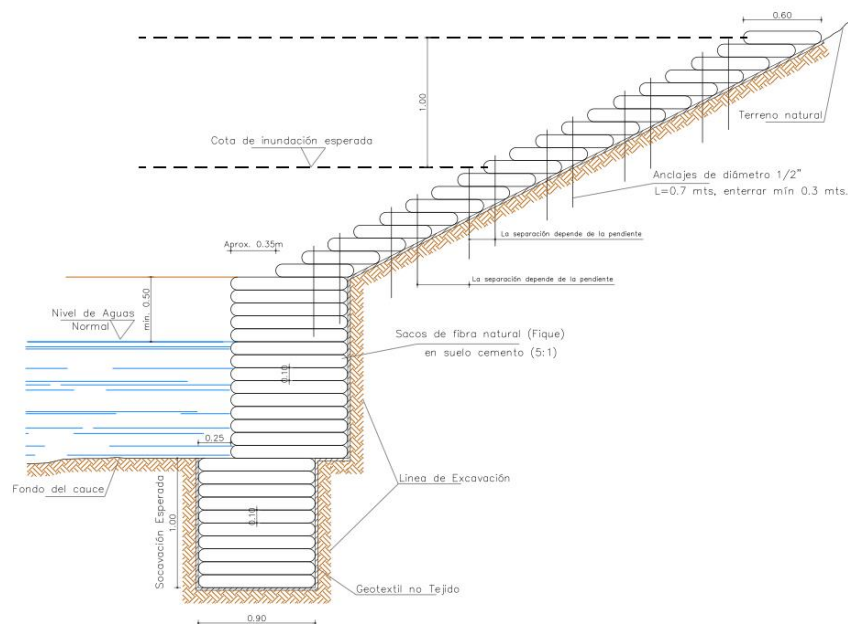 0.60
1.00
Terreno natural
Cota de inundación esperada
Anclajes de diámetro 1/2"
L=0.7 mts, enterrar mín 0.3 mts.
Aprox. 0.35m
La separación depende de la pendiente
La separación depende de la pendiente
min. 0.50
Nivel de Aguas
Normal
Sacos de fibra natural (Fique)
en suelo cemento (5:1)
0.10
0.25
Fondo del cauce
Linea de Excavación
Socavación Esperada
1.00
0.10
Geotextil no Tejido
0.90